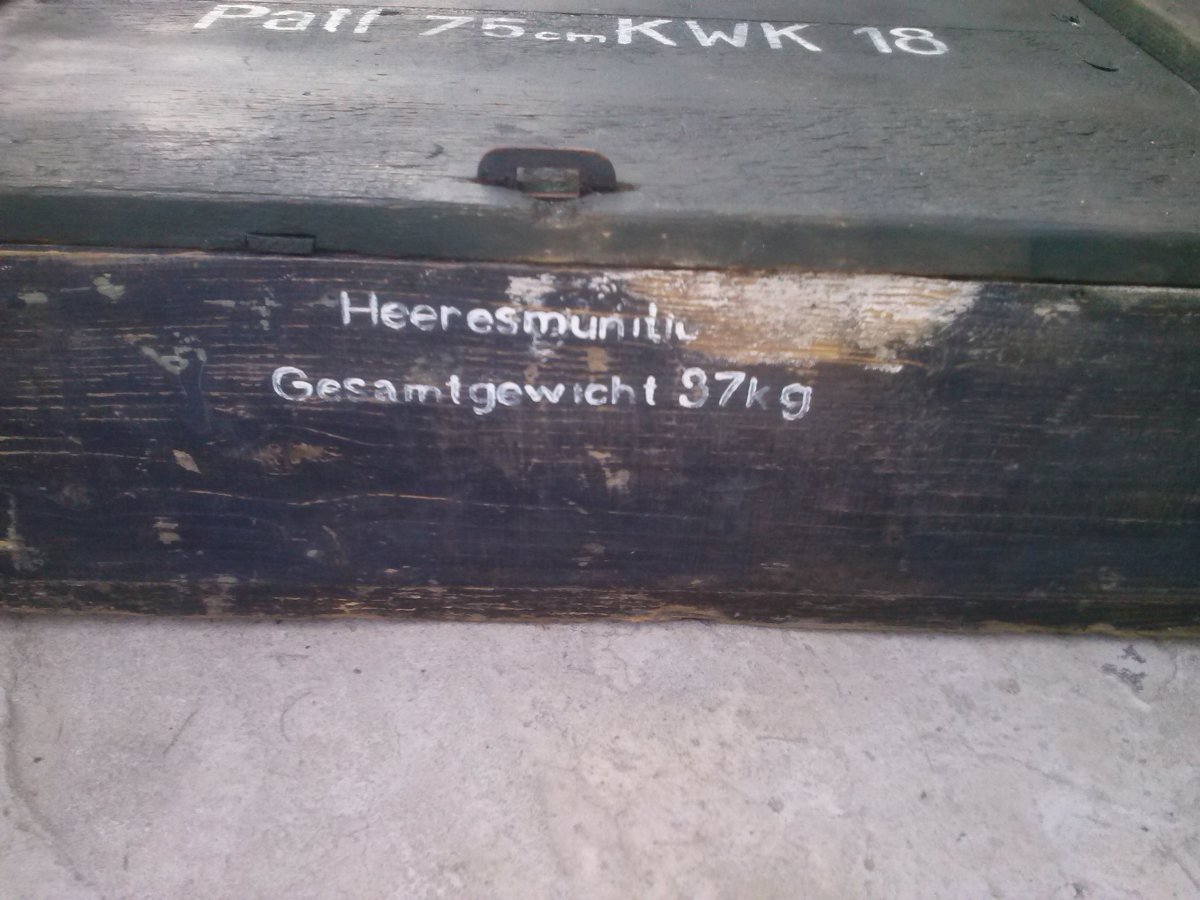 Patr 75cm KWK 18
Heeresmunitio
Gesamtgewicht 37kg